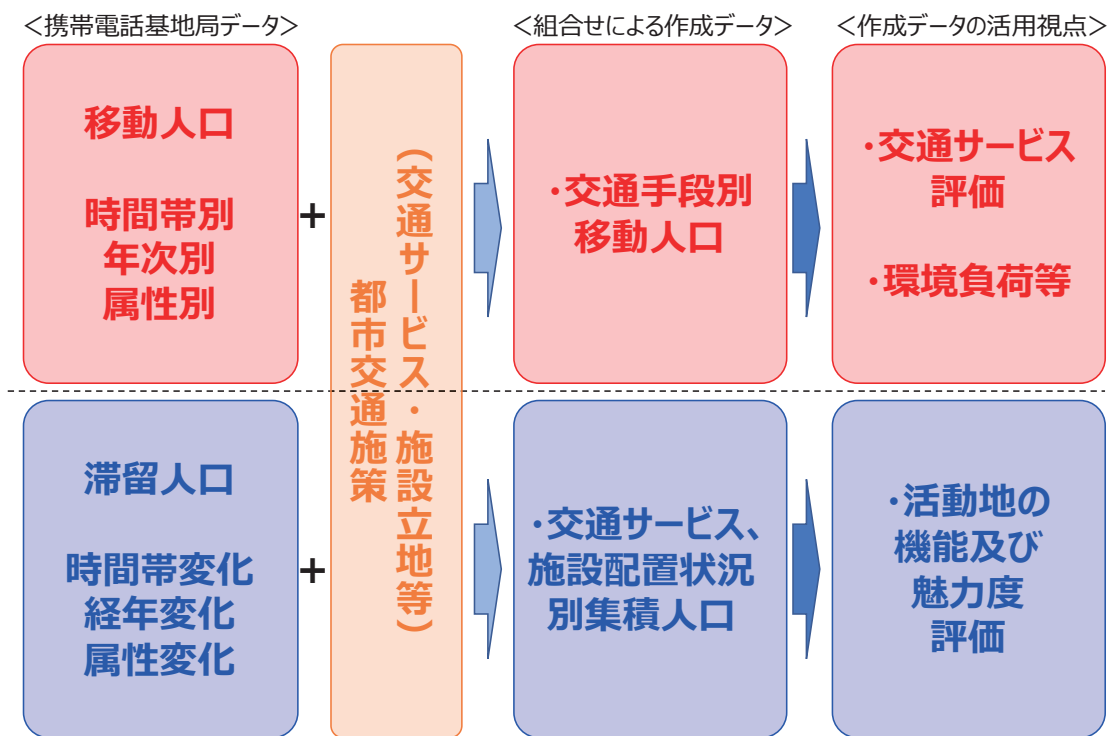 ＜携帯電話基地局データ＞
＜組合せによる作成データ＞
＜作成データの活用視点＞
移動人口
時間帯別
年次別
属性別
+
都市交通施策
（交通サービス・施設立地等）
・交通手段別
移動人口
・交通サービス
評価
・環境負荷等
滞留人口
時間帯変化
経年変化
属性変化
+
・交通サービス、
施設配置状況
別集積人口
・活動地の
機能及び
魅力度
評価